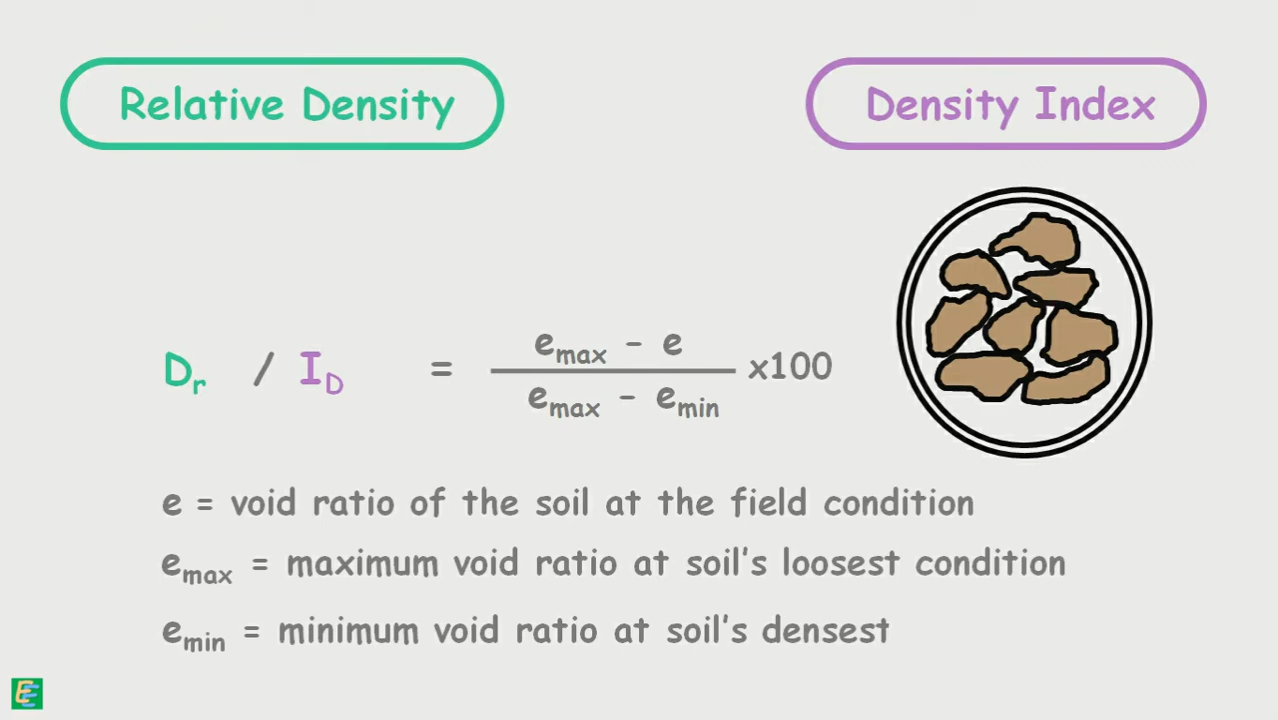 Relative Density
Density Index
Dr / ID = emax - e / emax - emin x100
e = void ratio of the soil at the field condition
emax = maximum void ratio at soil's loosest condition
emin = minimum void ratio at soil's densest
EE